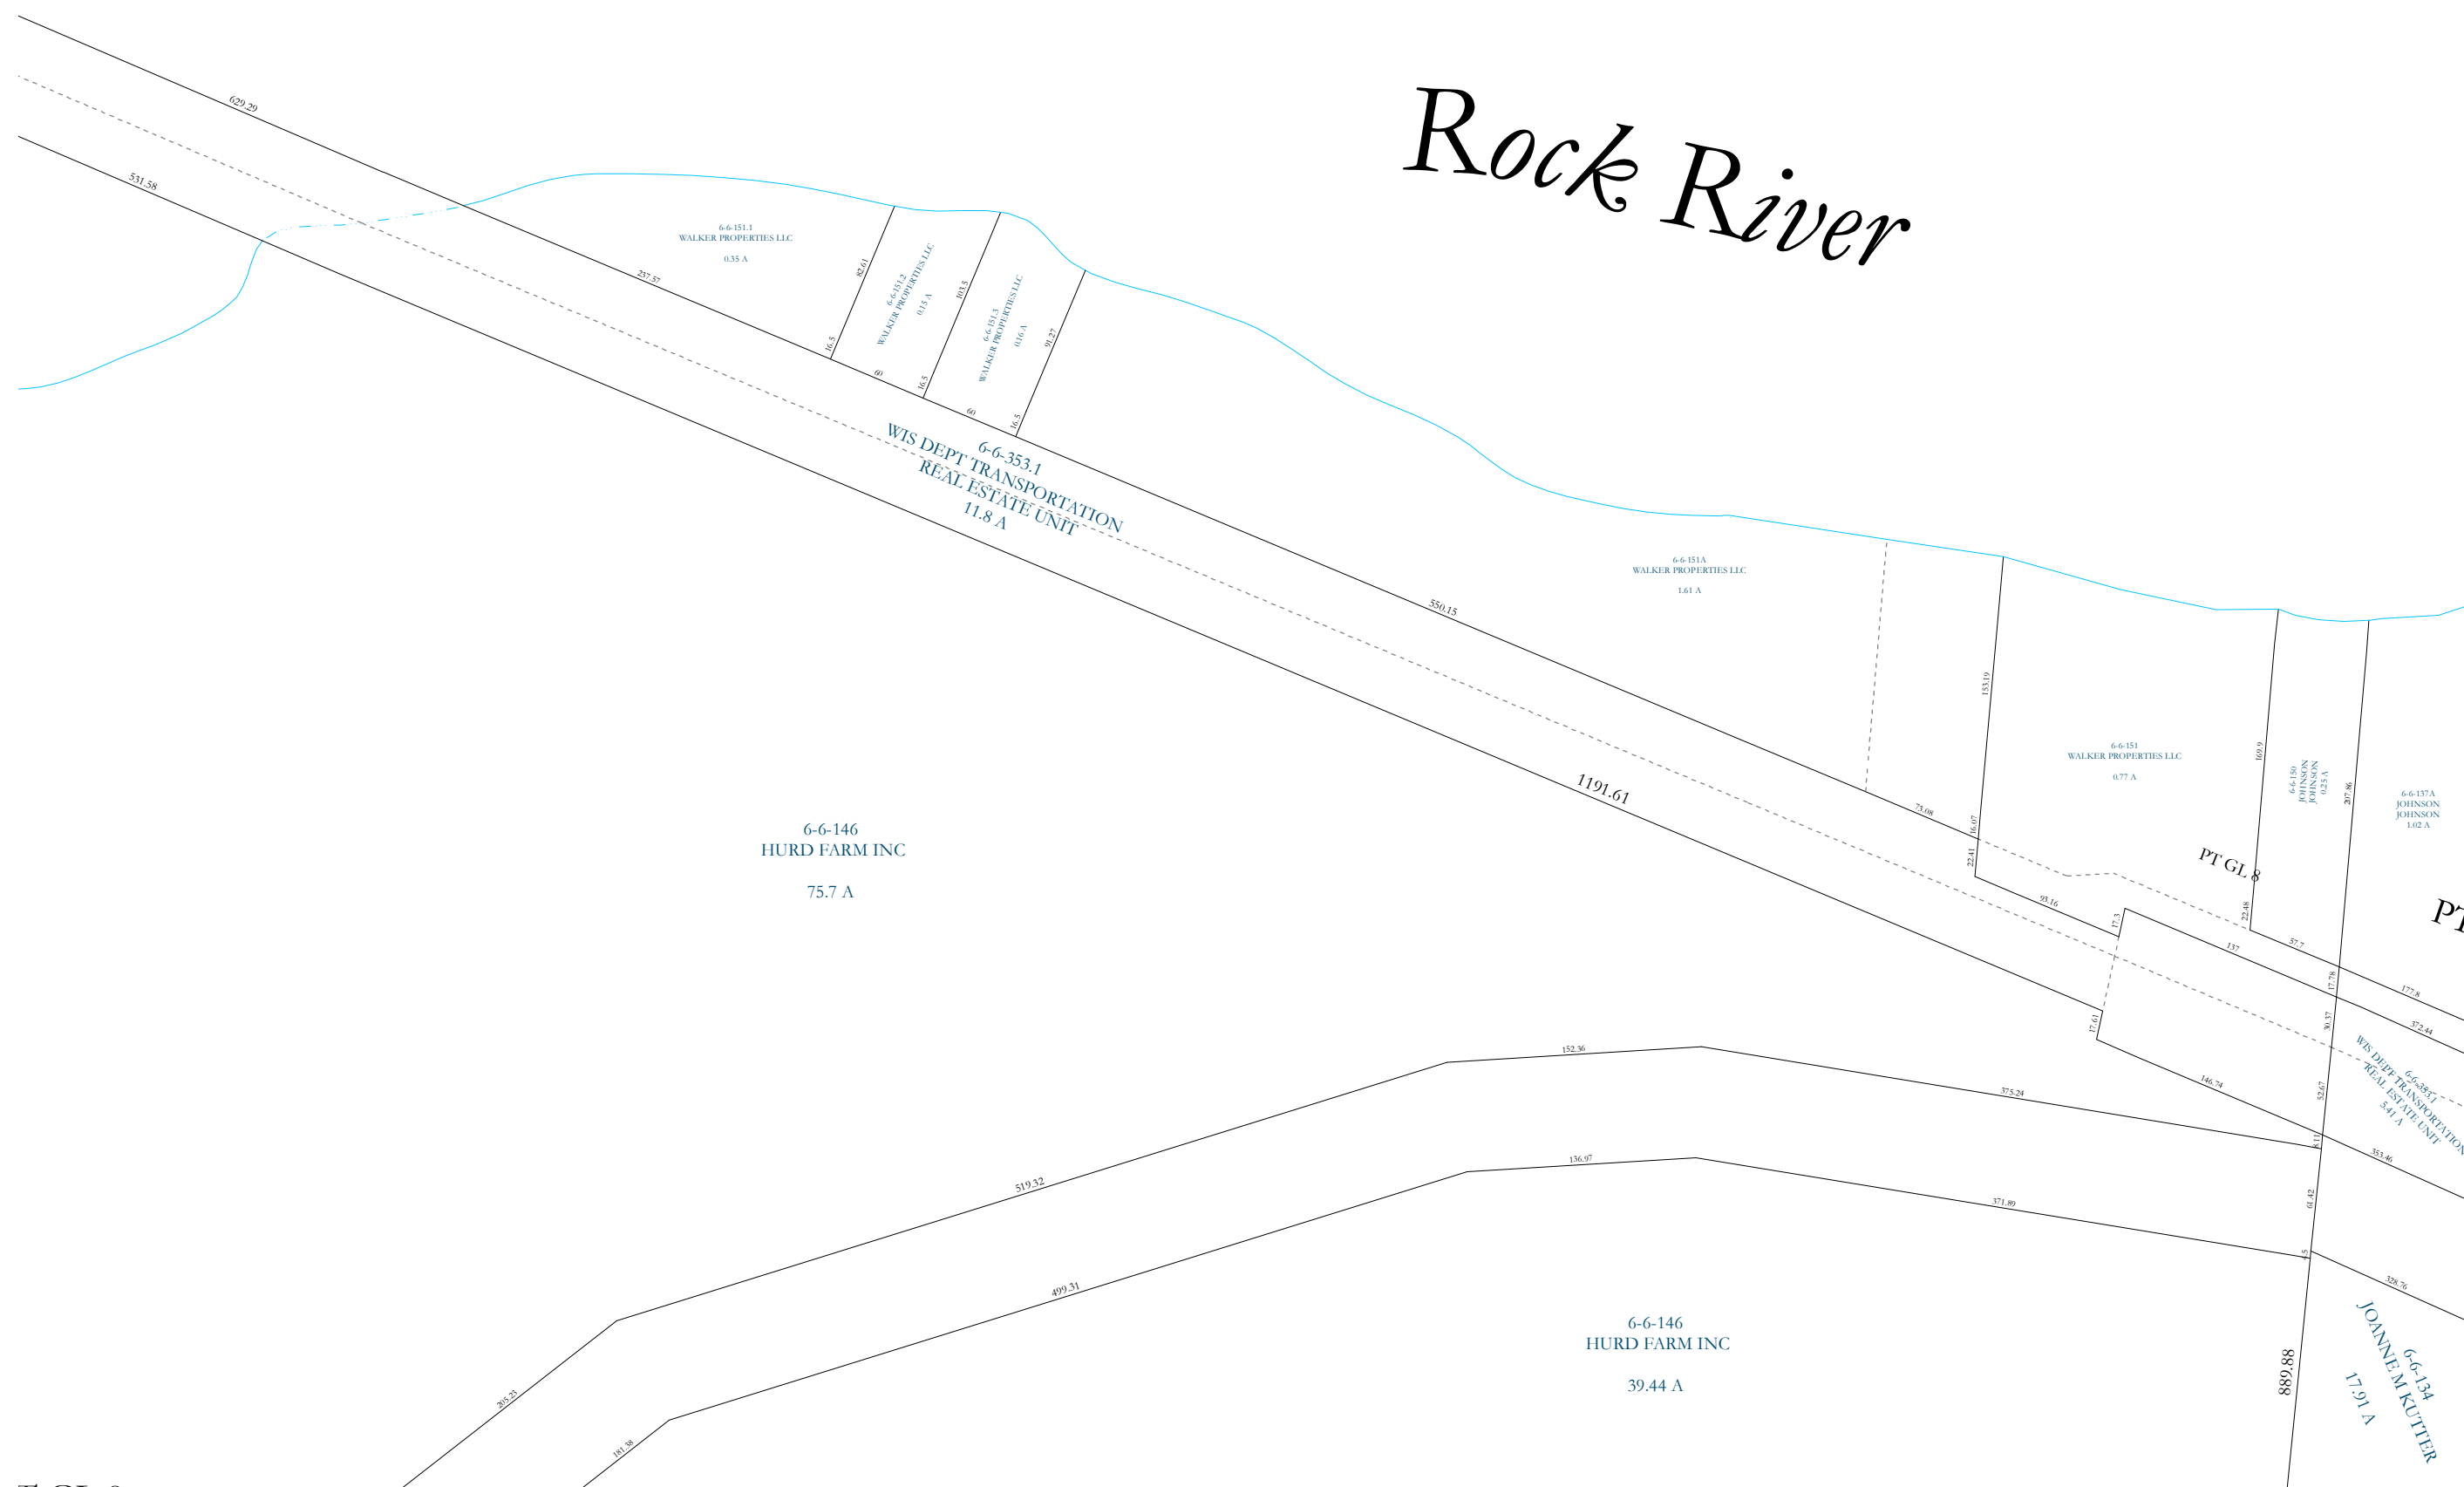 Rock River
629.29
531.58
6-6-151.1
WALKER PROPERTIES LLC
0.35 A
237.57
82.61
16.5
6-6-151.2
WALKER PROPERTIES LLC
0.15 A
60
103.5
16.5
6-6-151.3
WALKER PROPERTIES LLC
0.16 A
60
91.27
16.5
6-6-353.1
WIS DEPT TRANSPORTATION
REAL ESTATE UNIT
11.8 A
550.15
6-6-151A
WALKER PROPERTIES LLC
1.61 A
1191.61
73.08
153.19
16.07
22.41
6-6-151
WALKER PROPERTIES LLC
0.77 A
169.9
6-6-150
JOHNSON
JOHNSON
0.25 A
207.86
6-6-137A
JOHNSON
JOHNSON
1.02 A
PT GL 8
PT
93.16
17.3
22.48
137
57.7
17.78
177.8
372.44
30.37
17.61
146.74
52.67
6-6-353.1
WIS DEPT TRANSPORTATION
REAL ESTATE UNIT
5.41 A
8.11
353.46
6-6-146
HURD FARM INC
75.7 A
152.36
375.24
519.32
136.97
371.89
61.42
499.31
328.76
6-6-146
HURD FARM INC
39.44 A
889.88
6-6-134
JOANNE M KUTTER
17.91 A
205.23
181.38